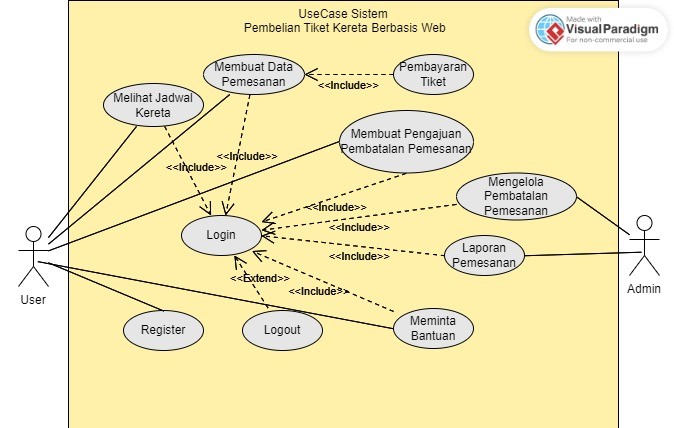 UseCase Sistem
Pembelian Tiket Kereta Berbasis Web
Made with
VisualParadigm
For non-commercial use
Membuat Data
Pemesanan
Pembayaran
Tiket
<<Include>>
Melihat Jadwal
Kereta
Membuat Pengajuan
Pembatalan Pemesanan
<<Include>>
<<Include>>
Mengelola
Pembatalan
Pemesanan
<<Include>>
Login
<<Include>>
<<Include>>
Laporan
Pemesanan
User
Admin
<<Extend>>
<<Include>>
Register
Logout
Meminta
Bantuan